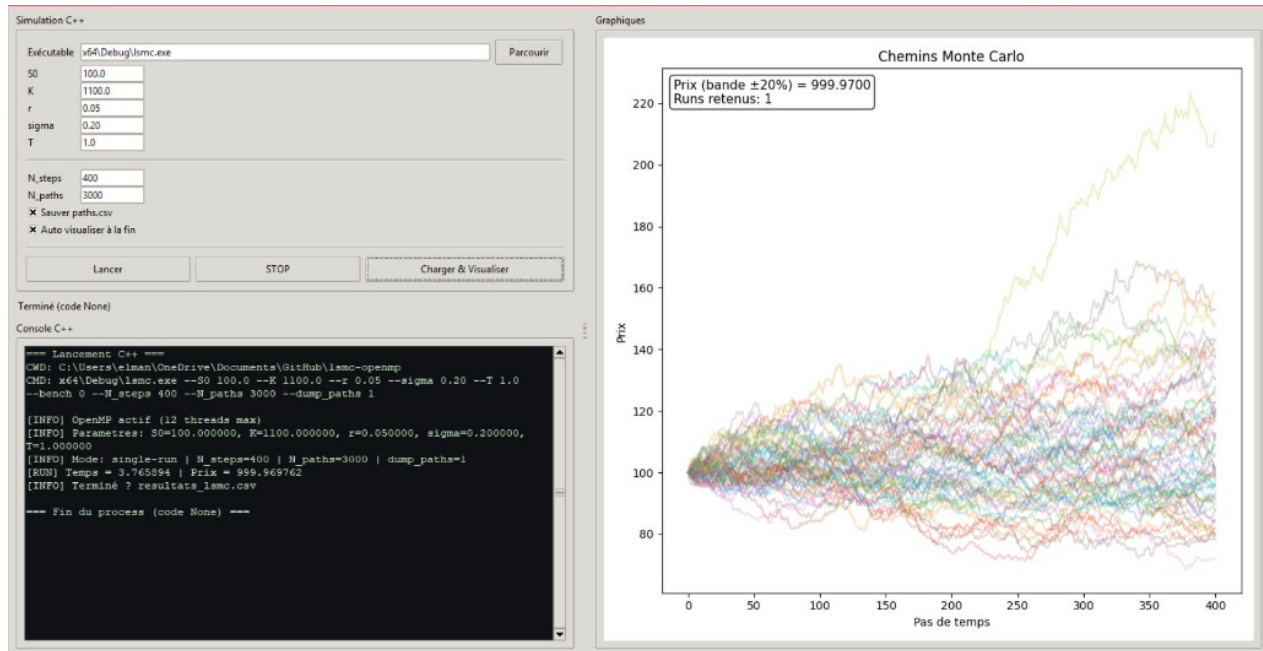 Simulation C++
Exécutable x64\Debug\lsmc.exe Parcourir
S0 100.0
K 1100.0
r 0.05
sigma 0.20
T 1.0
N_steps 400
N_paths 3000
Sauver paths.csv
Auto visualiser à la fin
Lancer STOP Charger & Visualiser
Terminé (code None)
Console C++
=== Lancement C++ ===
CWD: C:\Users\elman\OneDrive\Documents\GitHub\lsmc-openmp
CMD: x64\Debug\lsmc.exe --S0 100.0 --K 1100.0 --r 0.05 --sigma 0.20 --T 1.0
--bench 0 --N_steps 400 --N_paths 3000 --dump_paths 1
[INFO] OpenMP actif (12 threads max)
[INFO] Parametres: S0=100.000000, K=1100.000000, r=0.050000, sigma=0.200000,
T=1.000000
[INFO] Mode: single-run | N_steps=400 | N_paths=3000 | dump_paths=1
[RUN] Temps = 3.765894 | Prix = 999.969762
[INFO] Terminé ? resultats_lsmc.csv
=== Fin du process (code None) ===
Graphiques
Chemins Monte Carlo
Prix (bande ±20%) = 999.9700
Runs retenus: 1
220
200
180
160
140
120
100
80
Prix
0 50 100 150 200 250 300 350 400
Pas de temps